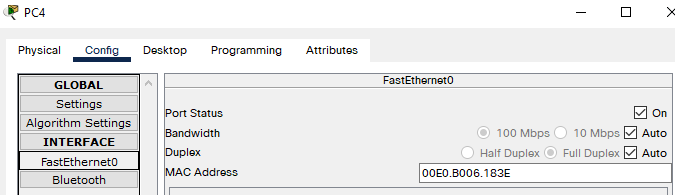 PC4
Physical Config Desktop Programming Attributes
GLOBAL
Settings
Algorithm Settings
INTERFACE
FastEthernet0
Bluetooth
FastEthernet0
Port Status On
Bandwidth 100 Mbps 10 Mbps Auto
Duplex Half Duplex Full Duplex Auto
MAC Address 00E0.B006.183E